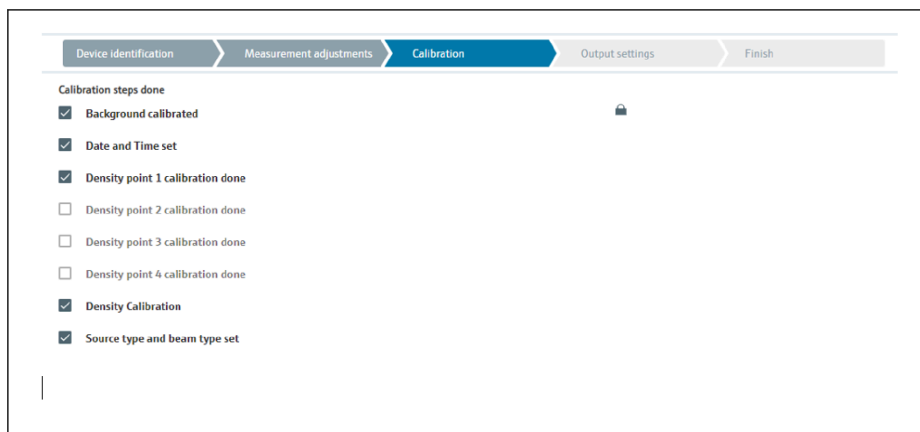 Device identification Measurement adjustments Calibration Output settings Finish
Calibration steps done
Background calibrated
Date and Time set
Density point 1 calibration done
Density point 2 calibration done
Density point 3 calibration done
Density point 4 calibration done
Density Calibration
Source type and beam type set